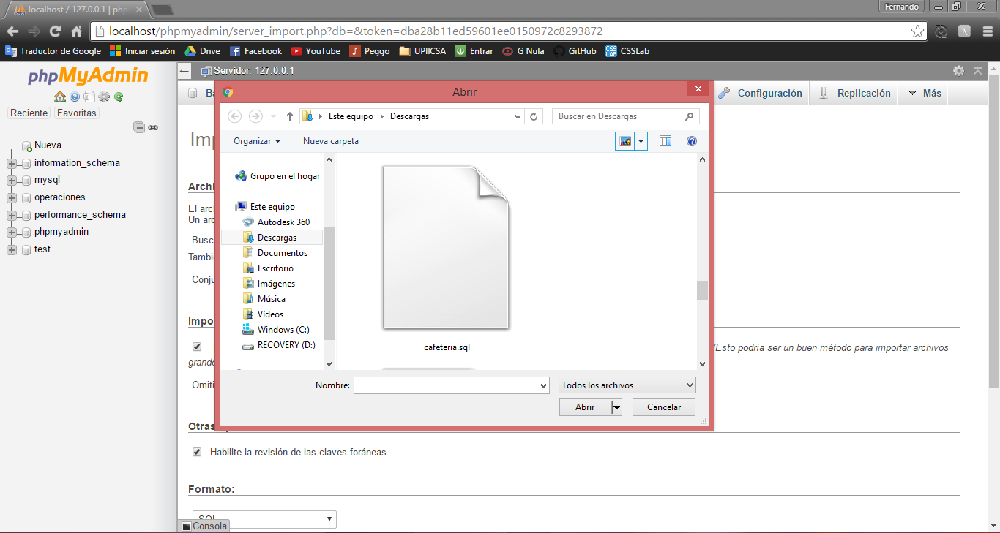 localhost / 127.0.0.1 | php
Fernando
localhost/phpmyadmin/server_import.php?db=&token=dba28b11ed59601ee0150972c8293872
Traductor de Google
Iniciar sesión
Drive
Facebook
YouTube
Peggo
UPIICSA
Entrar
G Nula
GitHub
CSSLab
phpMyAdmin
Reciente
Favoritas
Nueva
information_schema
mysql
operaciones
performance_schema
phpmyadmin
test
Servidor: 127.0.0.1
Ba
Configuración
Replicación
Más
Imp
Archi
El arch
Un arc
Busca
Tambié
Conju
Impo
Esto podría ser un buen método para importar archivos
grande
Omiti
Otras
Habilite la revisión de las claves foráneas
Formato:
SQL
Consola
Abrir
Este equipo
Descargas
Buscar en Descargas
Organizar
Nueva carpeta
Grupo en el hogar
Este equipo
Autodesk 360
Descargas
Documentos
Escritorio
Imágenes
Música
Vídeos
Windows (C:)
RECOVERY (D:)
cafeteria.sql
Nombre:
Todos los archivos
Abrir
Cancelar